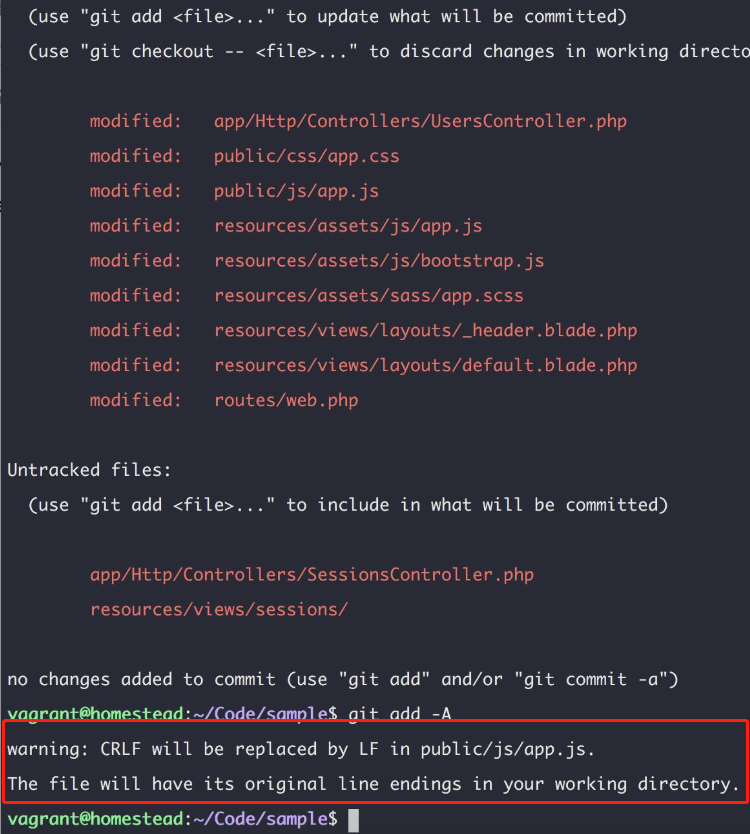 (use "git add <file>..." to update what will be committed)
(use "git checkout -- <file>..." to discard changes in working directo
modified: app/Http/Controllers/UsersController.php
modified: public/css/app.css
modified: public/js/app.js
modified: resources/assets/js/app.js
modified: resources/assets/js/bootstrap.js
modified: resources/assets/sass/app.scss
modified: resources/views/layouts/_header.blade.php
modified: resources/views/layouts/default.blade.php
modified: routes/web.php
Untracked files:
(use "git add <file>..." to include in what will be committed)
app/Http/Controllers/SessionsController.php
resources/views/sessions/
no changes added to commit (use "git add" and/or "git commit -a")
vagrant@homestead:~/Code/sample$ git add -A
warning: CRLF will be replaced by LF in public/js/app.js.
The file will have its original line endings in your working directory.
vagrant@homestead:~/Code/sample$